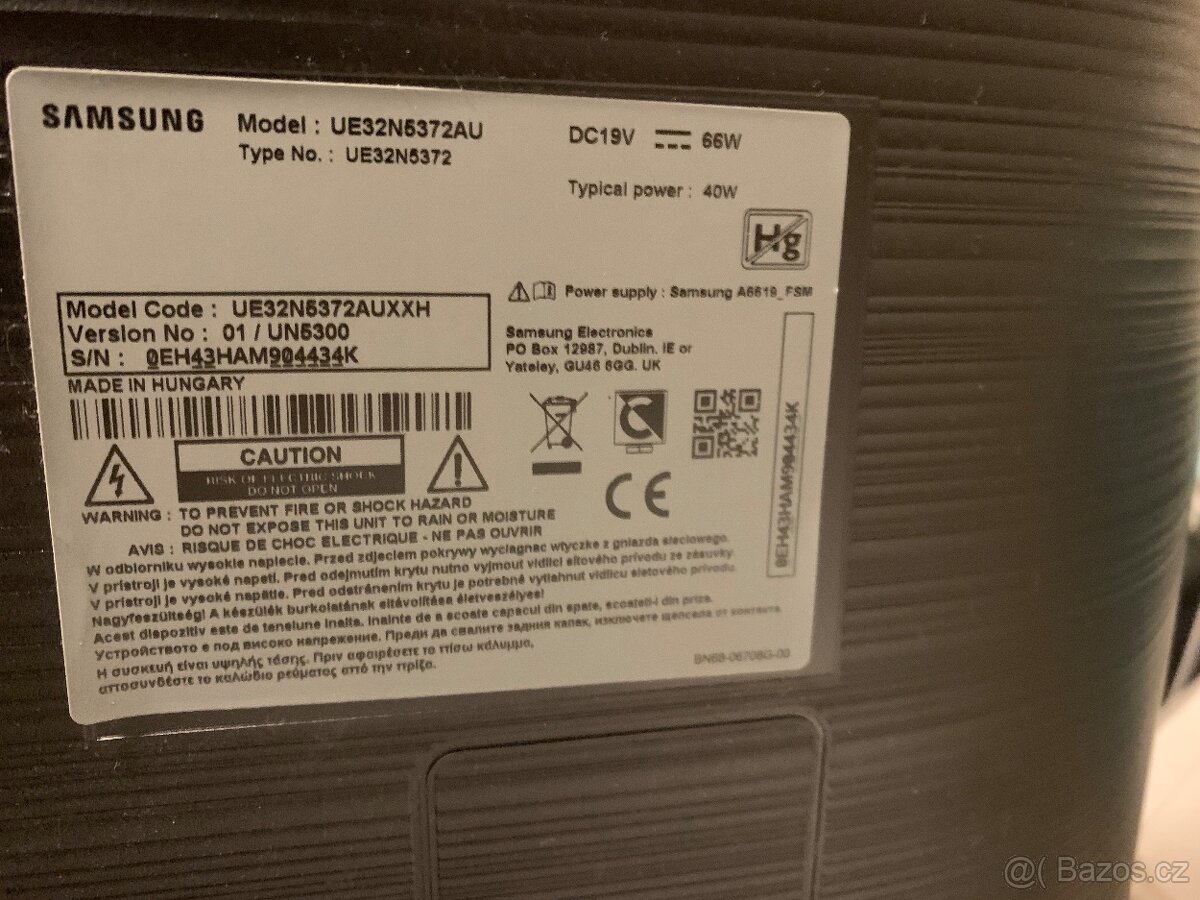 SAMSUNG
Model : UE32N5372AU
Type No. : UE32N5372
DC19V 66W
Typical power : 40W
Hg
Power supply : Samsung A6619_FSM
Model Code : UE32N5372AUXXH
Version No : 01 / UN5300
S/N : 0EH43HAM904434K
Samsung Electronics
PO Box 12987, Dublin. IE or
Yateley, GU46 6GG. UK
MADE IN HUNGARY
CAUTION
RISK OF ELECTRIC SHOCK
DO NOT OPEN
CE
0EH43HAM904434K
WARNING : TO PREVENT FIRE OR SHOCK HAZARD
DO NOT EXPOSE THIS UNIT TO RAIN OR MOISTURE
AVIS : RISQUE DE CHOC ELECTRIQUE - NE PAS OUVRIR
W odbiorniku wysokie napiecie. Przed zdjeciem pokrywy wyciagnac wtyczke z gniazda sieciowego.
V pristroji je vysoké napetí. Pred odejmutím krytu nutno vyjmout vidlici sítového prívodu ze zásuvky.
V pristroji je vysoké napätie. Pred odstránením krytu je potrebné vytiahnut vidlicu sietového prívodu.
Nagyfeszültség! A készülék burkolatának eltávolítása életveszélyes!
Acest dispozitiv este de tensiune inalta. Inainte de a scoate capacul din spate, scoateti-l din priza.
Устройството е под високо напрежение. Преди да свалите задния капак, изключете щепсела от контакта.
Η συσκευή είναι υψηλής τάσης. Πριν αφαιρέσετε το πίσω κάλυμμα,
αποσυνδέστε το καλώδιο ρεύματος από την πρίζα.
BN68-06708G-00
@( Bazos.cz